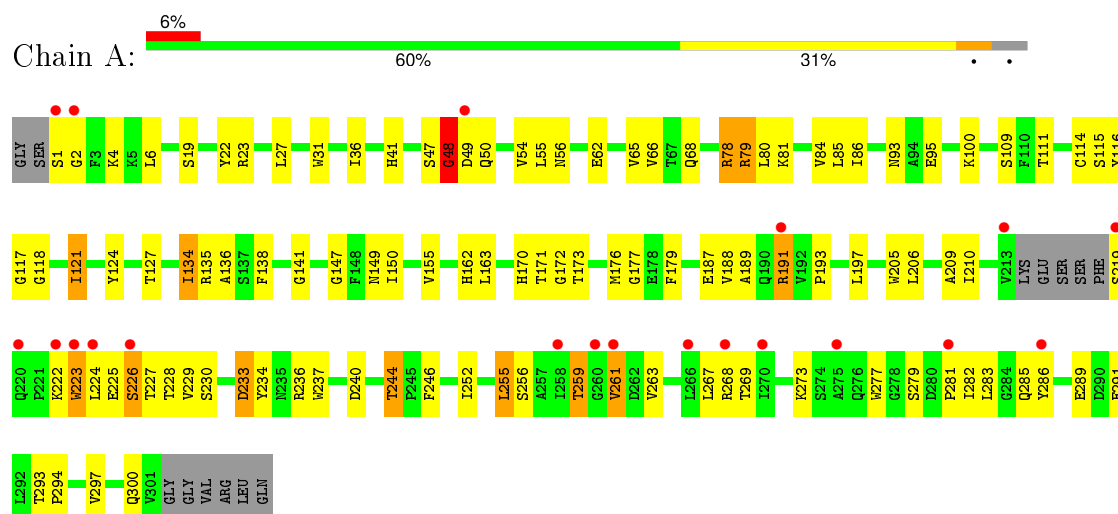 6%
Chain A:
60% 31% • •
GLY SER S1 G2 F3 K4 K5 L6 S19 Y22 R23 L27 W31 I36 H41 S47 G48 D49 Q50 V54 L55 N56 E62 V65 V66 T67 Q68 R78 R79 L80 K81 V84 L85 I86 N93 A94 E95 K100 S109 F110 T111 C114 S115 Y116
G117 G118 I121 Y124 T127 I134 R135 A136 S137 F138 G141 G147 F148 N149 I150 V155 H162 L163 H170 T171 G172 T173 M176 G177 E178 F179 E187 V188 A189 Q190 R191 V192 P193 L197 W205 L206 A209 I210 V213 LYS GLU SER SER PHE S219
Q220 P221 K222 W223 L224 E225 S226 T227 T228 V229 S230 D233 Y234 N235 R236 W237 D240 T244 P245 F246 I252 L255 S256 A257 I258 T259 G260 V261 D262 V263 L266 L267 R268 T269 I270 K273 S274 A275 Q276 W277 G278 S279 D280 P281 I282 L283 G284 Q285 Y286 E289 D290 E291
L292 T293 P294 V297 Q300 V301 GLY GLY VAL ARG LEU GLN